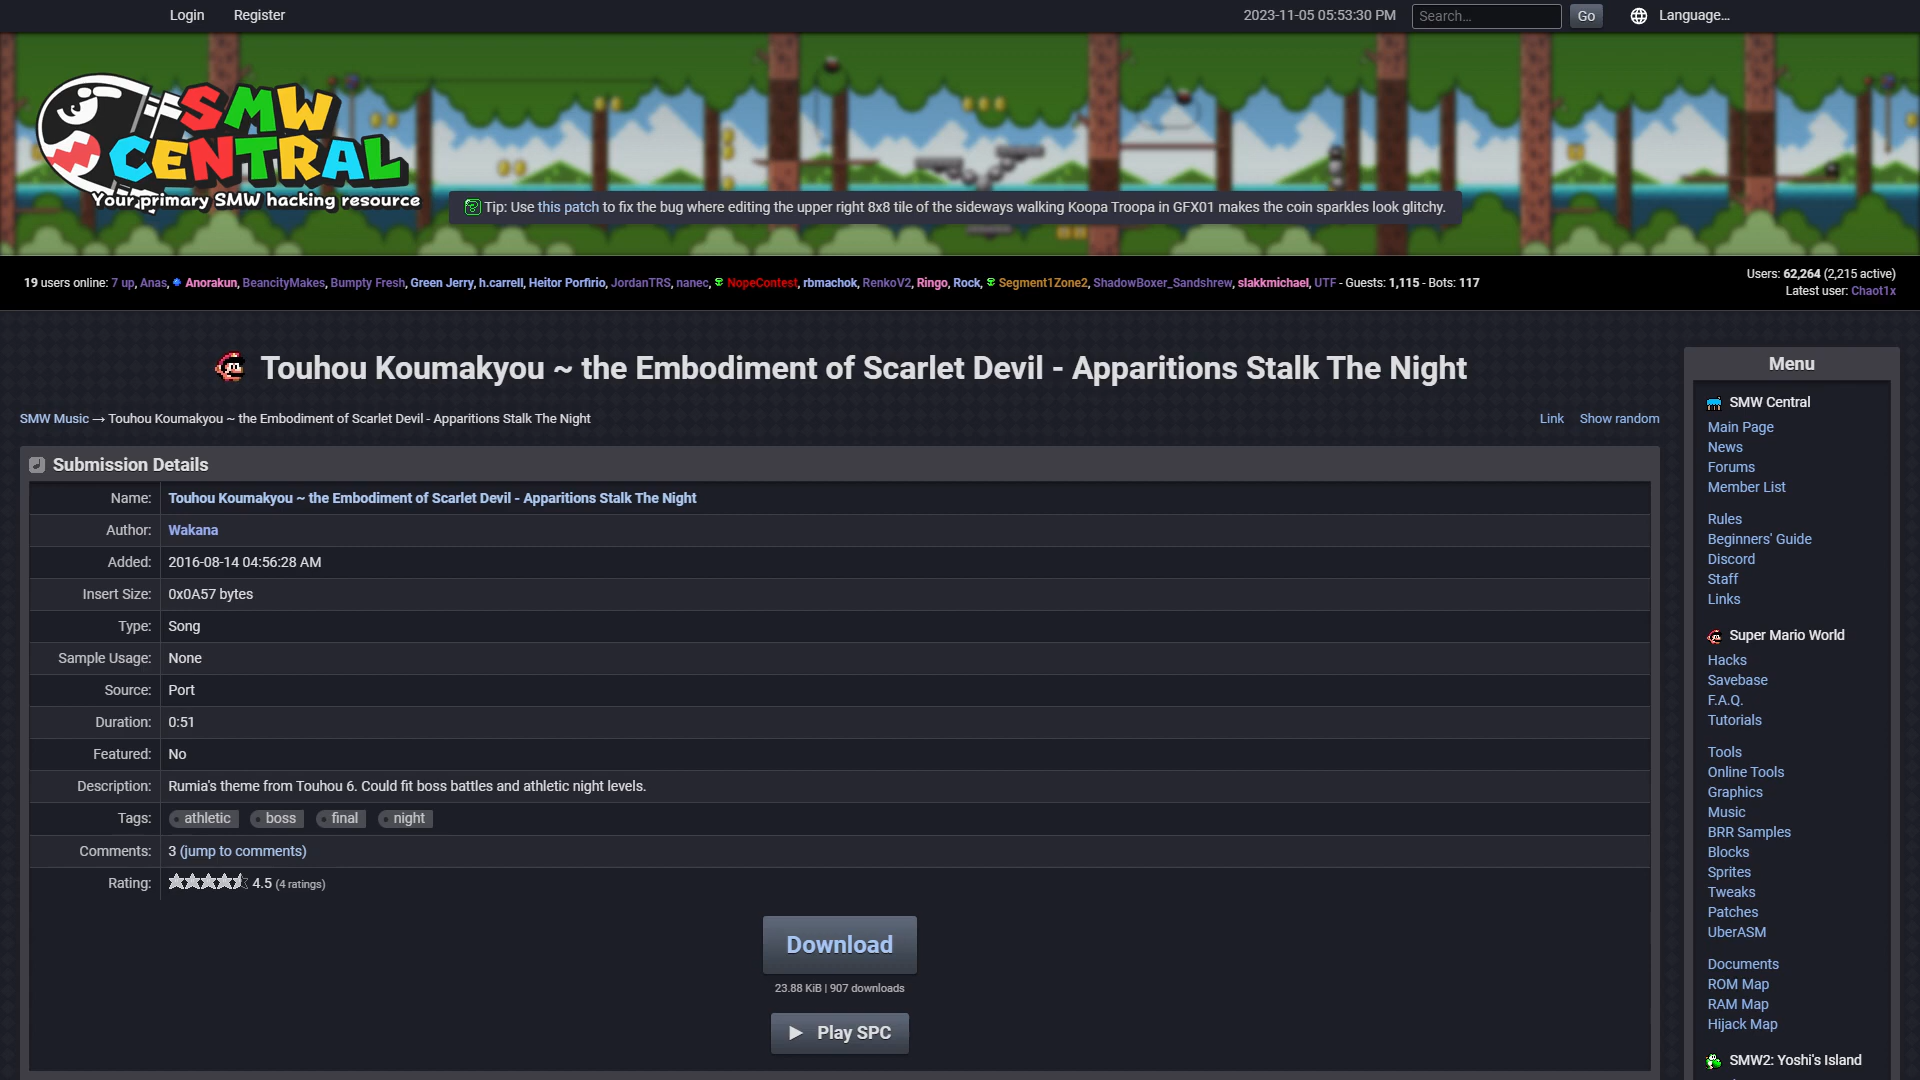 Login
Register
2023-11-05 05:53:30 PM
Search...
Go
Language...
SMW
CENTRAL
Your primary SMW hacking resource
Tip: Use this patch to fix the bug where editing the upper right 8x8 tile of the sideways walking Koopa Troopa in GFX01 makes the coin sparkles look glitchy.
19 users online: 7 up, Anas, Anorakun, BeancityMakes, Bumpty Fresh, Green Jerry, h.carrell, Heitor Porfirio, JordanTRS, nanec, NopeContest, rbmachok, RenkoV2, Ringo, Rock, Segment1Zone2, ShadowBoxer_Sandshrew, slakkmichael, UTF - Guests: 1,115 - Bots: 117
Users: 62,264 (2,215 active)
Latest user: Chaot1x
Touhou Koumakyou ~ the Embodiment of Scarlet Devil - Apparitions Stalk The Night
SMW Music → Touhou Koumakyou ~ the Embodiment of Scarlet Devil - Apparitions Stalk The Night
Link
Show random
Submission Details
Name: Touhou Koumakyou ~ the Embodiment of Scarlet Devil - Apparitions Stalk The Night
Author: Wakana
Added: 2016-08-14 04:56:28 AM
Insert Size: 0x0A57 bytes
Type: Song
Sample Usage: None
Source: Port
Duration: 0:51
Featured: No
Description: Rumia's theme from Touhou 6. Could fit boss battles and athletic night levels.
Tags: athletic boss final night
Comments: 3 (jump to comments)
Rating: 4.5 (4 ratings)
Download
23.88 KiB | 907 downloads
Play SPC
Menu
SMW Central
Main Page
News
Forums
Member List
Rules
Beginners' Guide
Discord
Staff
Links
Super Mario World
Hacks
Savebase
F.A.Q.
Tutorials
Tools
Online Tools
Graphics
Music
BRR Samples
Blocks
Sprites
Tweaks
Patches
UberASM
Documents
ROM Map
RAM Map
Hijack Map
SMW2: Yoshi's Island